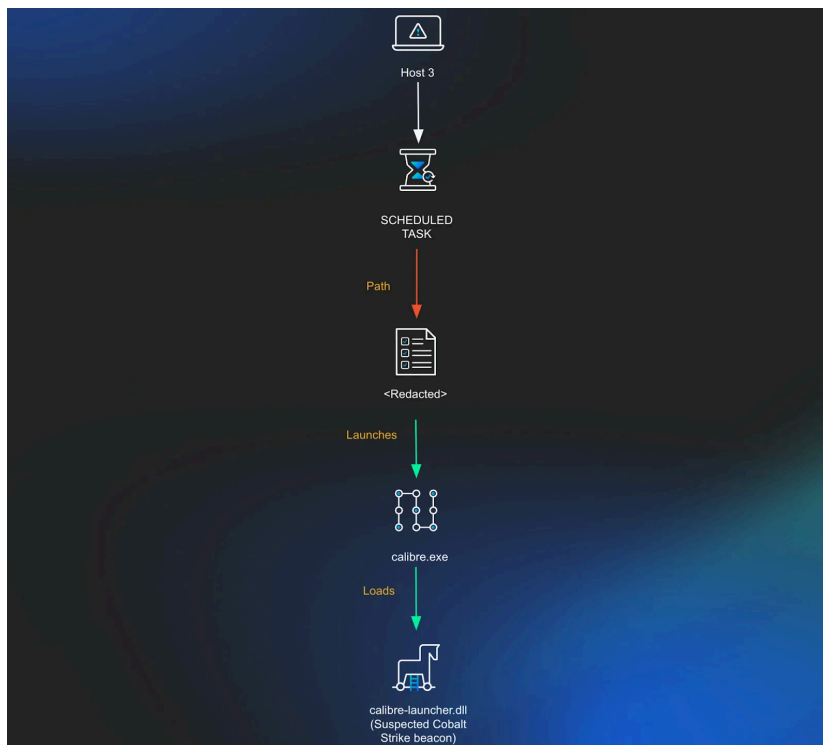 Host 3
SCHEDULED
TASK
Path
<Redacted>
Launches
calibre.exe
Loads
calibre-launcher.dll
(Suspected Cobalt
Strike beacon)